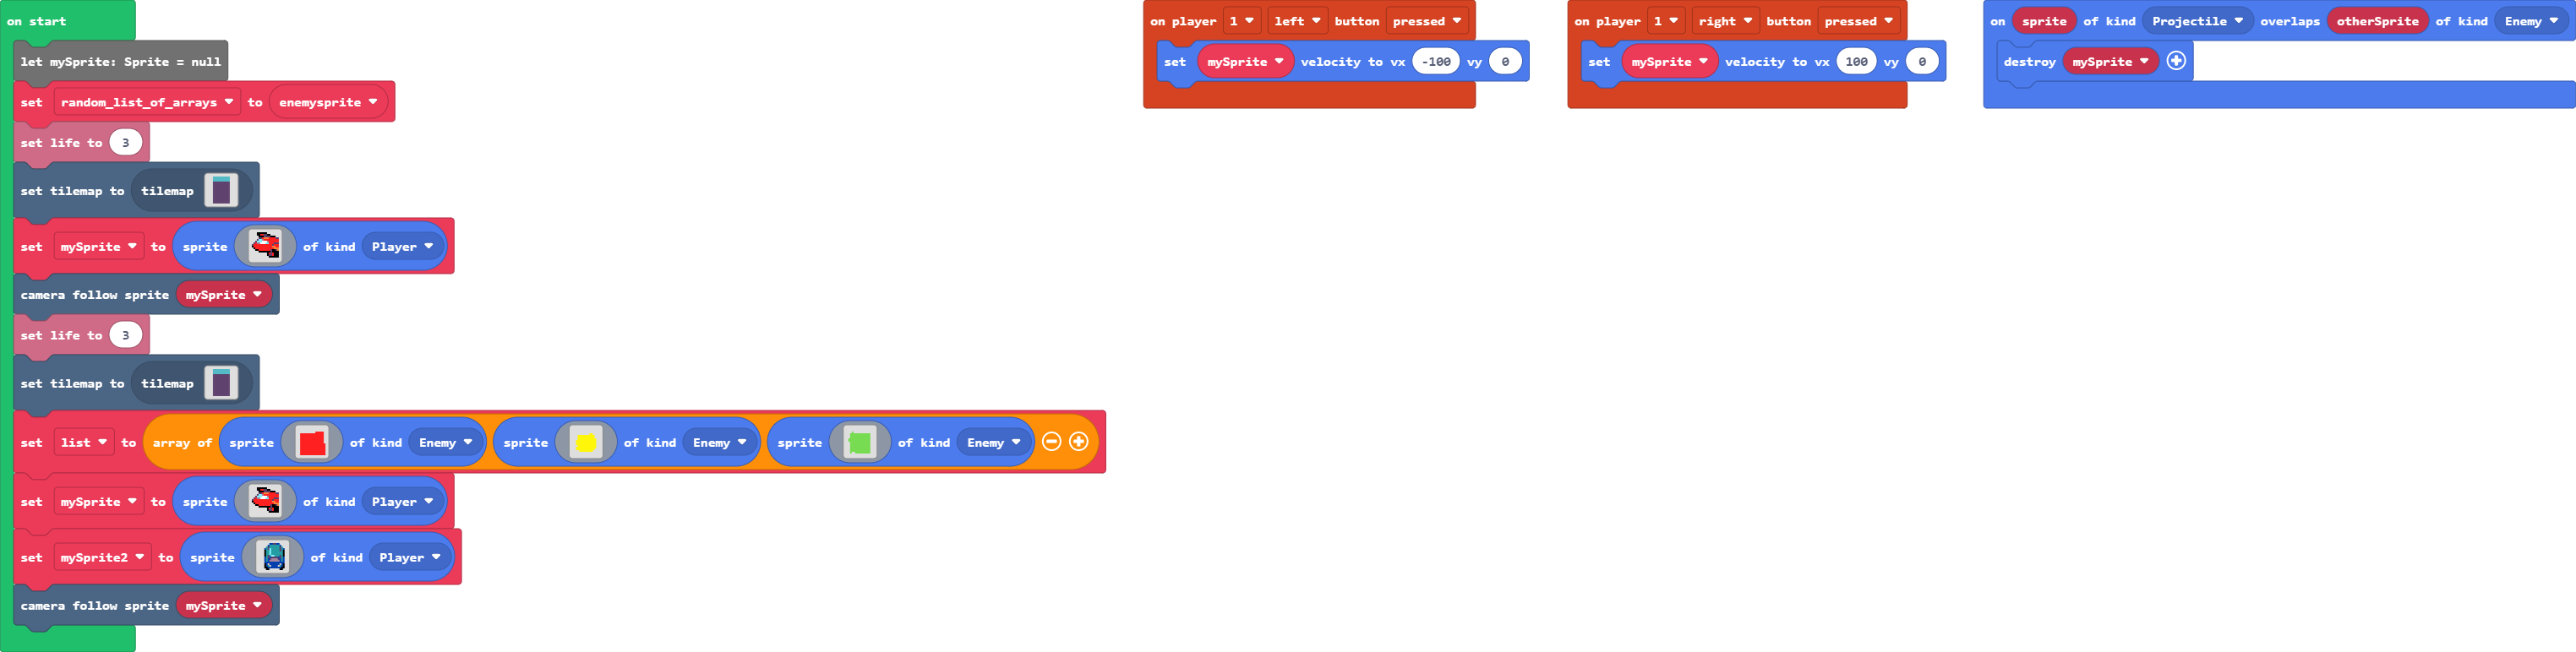 on start
let mySprite: Sprite = null
set random_list_of_arrays to enemysprite
set life to 3
set tilemap to tilemap
set mySprite to sprite of kind Player
camera follow sprite mySprite
set life to 3
set tilemap to tilemap
set list to array of sprite of kind Enemy sprite of kind Enemy sprite of kind Enemy
set mySprite to sprite of kind Player
set mySprite2 to sprite of kind Player
camera follow sprite mySprite
on player 1 left button pressed
set mySprite velocity to vx -100 vy 0
on player 1 right button pressed
set mySprite velocity to vx 100 vy 0
on sprite of kind Projectile overlaps otherSprite of kind Enemy
destroy mySprite